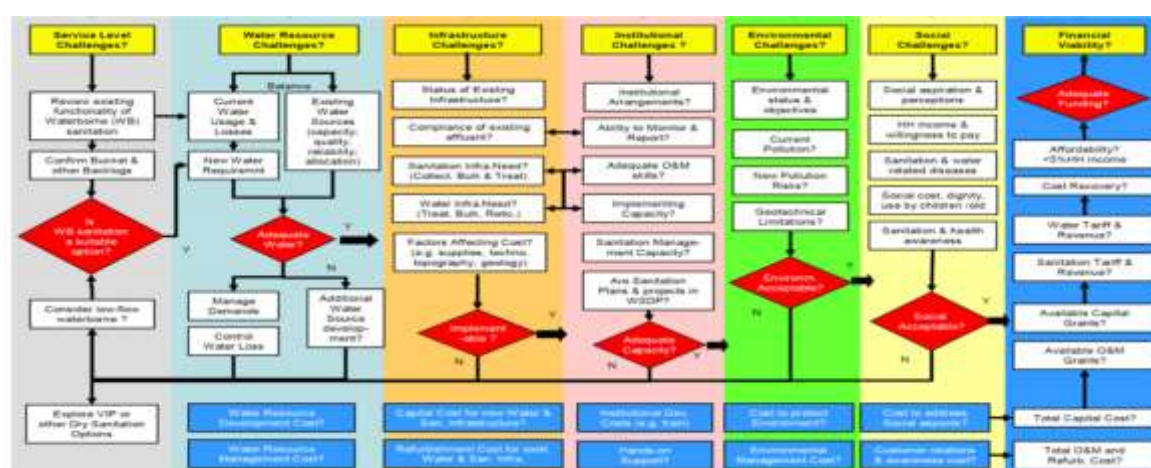 Service Level
Challenges?
Review existing
functionality of
Waterborne (WB)
sanitation
Confirm Bucket &
other Backlogs
Is
WB sanitation
a suitable
option?
Y
Consider low-flow
waterborne ?
Explore VIP or
other Dry Sanitation
Options
Water Resource
Challenges?
Balance
Current
Water
Usage &
Losses
Existing
Water
Sources
(capacity,
quality,
reliability,
allocation)
New Water
Requiremnt
Adequate
Water?
Y
N
Manage
Demands
Control
Water Loss
Additional
Water
Source
develop-
ment?
Water Resource
Development Cost?
Water Resource
Management Cost?
Infrastructure
Challenges?
Status of Existing
Infrastructure?
Compliance of existing
effluent?
Sanitation Infra.Need?
(Collect. Bulk & Treat)
Water Infra.Need?
(Treat, Bulk, Retic..)
Factors Affecting Cost?
(e.g. supplies, techno.
topography, geology)
Implement
-able ?
Y
N
Capital Cost for new Water &
San. Infrastructure?
Refurbishment Cost for exist
Water & San. Infra.
Institutional
Challenges ?
Institutional
Arrangements?
Ability to Monitor &
Report?
Adequate O&M
skills?
Implementing
Capacity?
Sanitation Manage-
ment Capacity?
Are Sanitation
Plans & projects in
WSDP?
Adequate
Capacity?
Y
N
Institutional Dev.
Costs (e.g. train)
Hands-on
Support?
Environmental
Challenges?
Environmental
status &
objectives
Current
Pollution?
New Pollution
Risks?
Geotechnical
Limitations?
Environm.
Acceptable?
Y
N
Cost to protect
Environment?
Environmental
Management Cost?
Social
Challenges?
Social aspiration &
perceptions
HH income &
willingness to pay
Sanitation & water
related diseases
Social cost, dignity,
use by children /old
Sanitation & health
awareness
Social
Acceptable?
Y
N
Cost to address
Social aspects?
Customer relations
& awareness cost?
Financial
Viability?
Adequate
Funding?
Affordability?
<5%HH income
Cost Recovery?
Water Tariff &
Revenue?
Sanitation Tariff &
Revenue?
Available Capital
Grants?
Available O&M
Grants?
Total Capital Cost?
Total O&M and
Refurb. Cost?